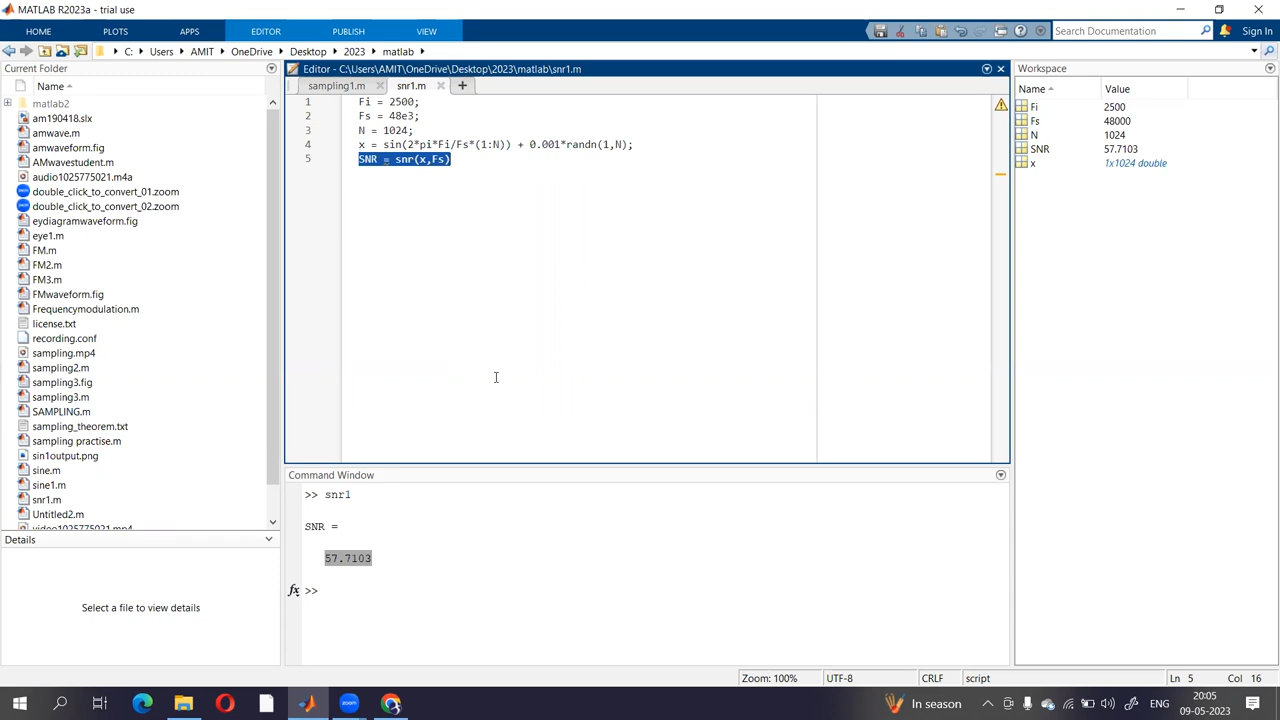 MATLAB R2023a - trial use
HOME PLOTS APPS EDITOR PUBLISH VIEW
Search Documentation
Sign In
C: Users AMIT OneDrive Desktop 2023 matlab
Current Folder
Name
matlab2
am190418.slx
amwave.m
amwaveform.fig
AMwavestudent.m
audio1025775021.m4a
double_click_to_convert_01.zoom
double_click_to_convert_02.zoom
eydiagramwaveform.fig
eye1.m
FM.m
FM2.m
FM3.m
FMwaveform.fig
Frequencymodulation.m
license.txt
recording.conf
sampling.mp4
sampling2.m
sampling3.fig
sampling3.m
SAMPLING.m
sampling_theorem.txt
sampling practise.m
sin1output.png
sine.m
sine1.m
snr1.m
Untitled2.m
video1025775021.mp4
Details
Select a file to view details
Editor - C:\Users\AMIT\OneDrive\Desktop\2023\matlab\snr1.m
sampling1.m snr1.m
1 Fi = 2500;
2 Fs = 48e3;
3 N = 1024;
4 x = sin(2*pi*Fi/Fs*(1:N)) + 0.001*randn(1,N);
5 SNR = snr(x,Fs)
Command Window
>> snr1
SNR =
57.7103
fx >>
Workspace
Name Value
Fi 2500
Fs 48000
N 1024
SNR 57.7103
x 1x1024 double
Zoom: 100% UTF-8 CRLF script Ln 5 Col 16
zoom
In season
ENG
20:05
09-05-2023